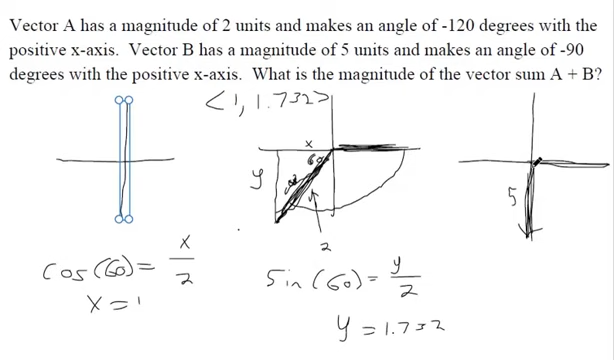 Vector A has a magnitude of 2 units and makes an angle of -120 degrees with the
positive x-axis.  Vector B has a magnitude of 5 units and makes an angle of -90
degrees with the positive x-axis.  What is the magnitude of the vector sum A + B?
<1, 1.732>
x
60
y
5
2
cos(60) = x/2
x = 1
sin(60) = y/2
y = 1.732